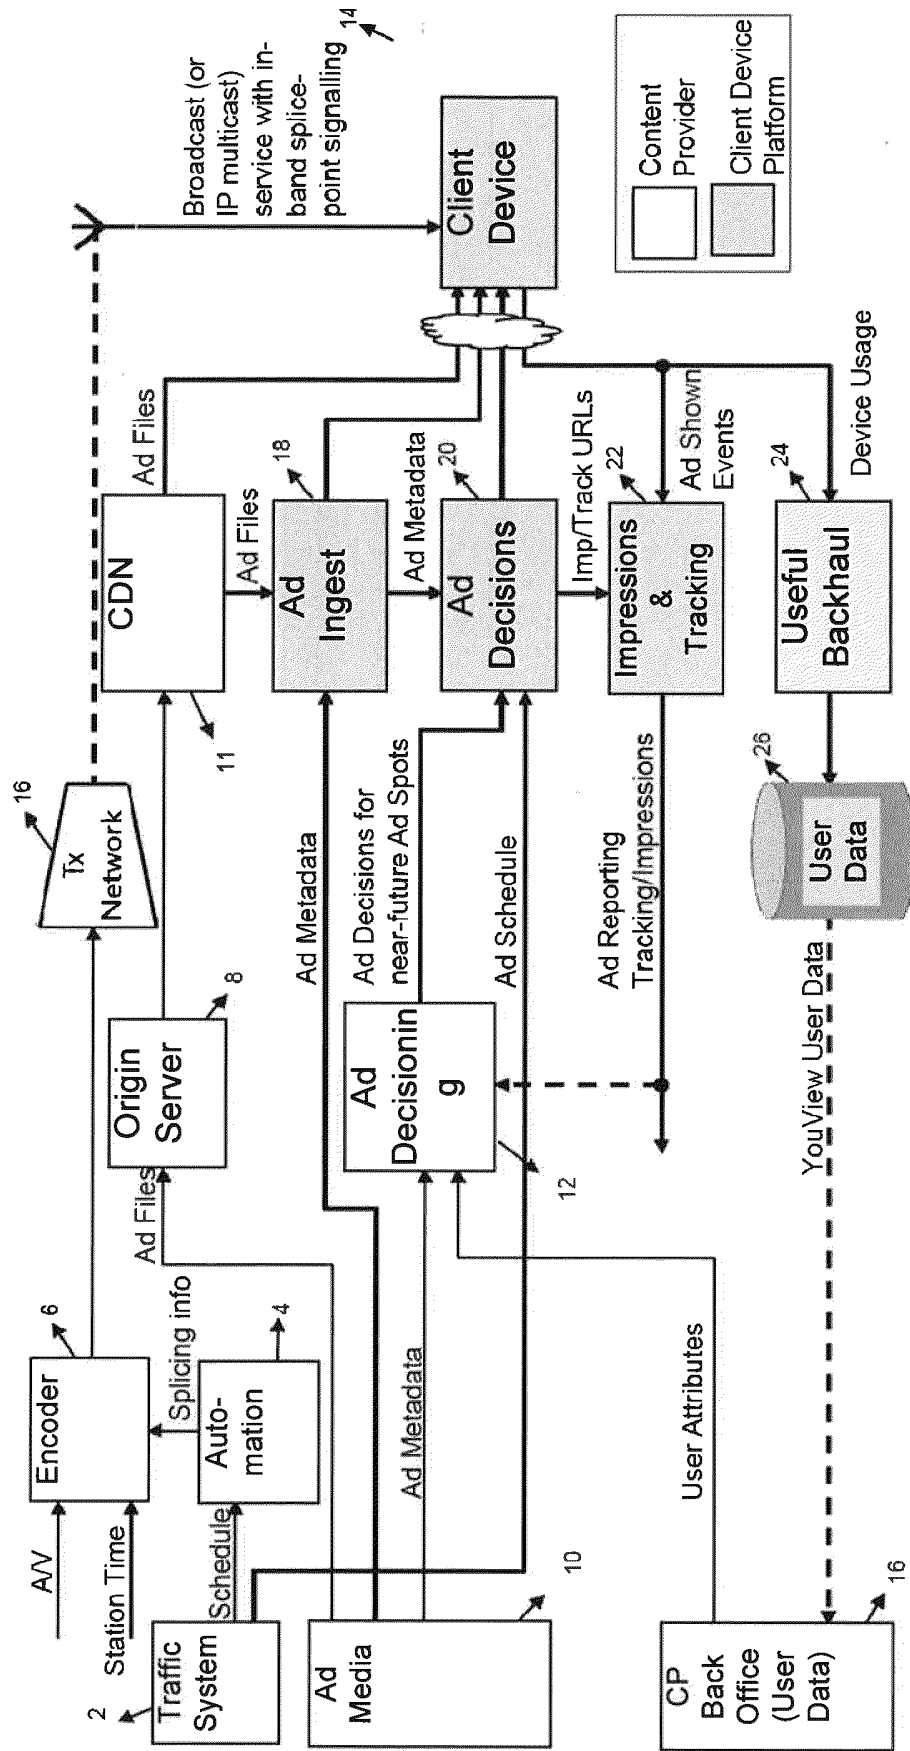 A/V
Station Time
2
Traffic
System
Schedule
Encoder
6
Splicing info
Auto-
mation
4
Ad
Media
10
CP
Back
Office
(User
Data)
16
User Attributes
Ad Metadata
Ad Files
Origin
Server
8
Tx
Network
16
Ad Metadata
Ad
Decisionin
g
12
Ad Decisions for
near-future Ad Spots
Ad Schedule
Ad Reporting
Tracking/Impressions
YouView User Data
User
Data
26
11
CDN
Ad Files
Ad Files
Ad
Ingest
18
Ad Metadata
Ad
Decisions
20
Imp/Track URLs
Impressions
&
Tracking
22
Ad Shown
Events
Useful
Backhaul
24
Device Usage
Broadcast (or
IP multicast)
service with in-
band splice-
point signalling
14
Client
Device
Content
Provider
Client Device
Platform